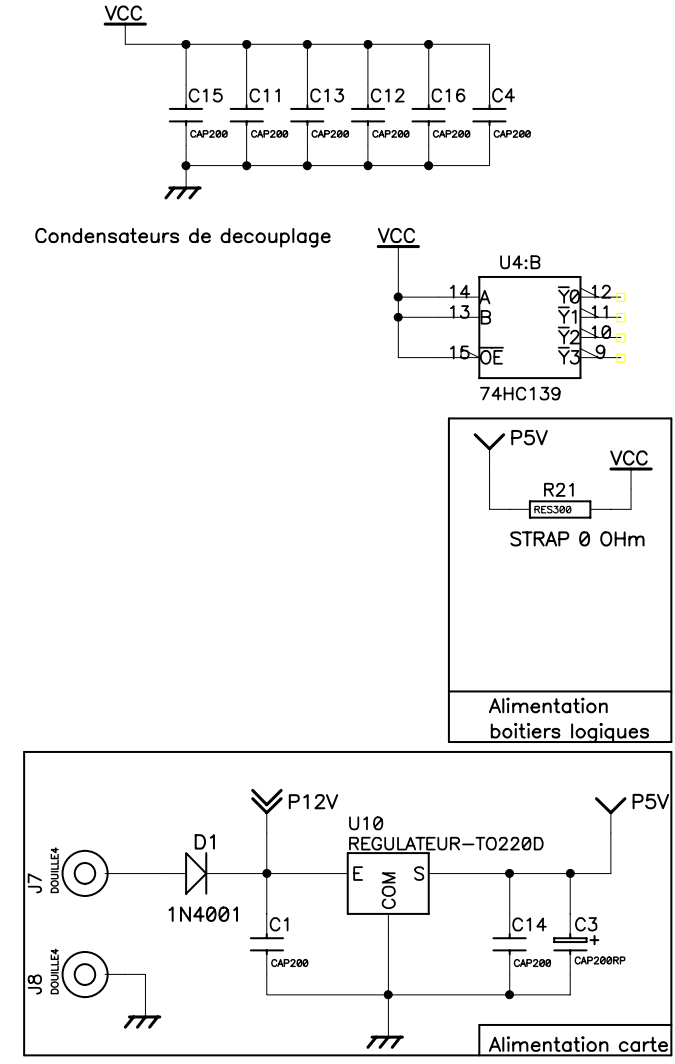 VCC
C15 C11 C13 C12 C16 C4
CAP200 CAP200 CAP200 CAP200 CAP200 CAP200
Condensateurs de decouplage
VCC
U4:B
14 A Y0 12
13 B Y1 11
Y2 10
15 OE Y3 9
74HC139
P5V
VCC
R21
RES300
STRAP 0 OHm
Alimentation
boitiers logiques
P12V
P5V
U10
REGULATEUR-TO220D
D1
J7
DOUILLE4
E COM S
1N4001
C1
CAP200
C14
CAP200
C3
+
CAP200RP
J8
DOUILLE4
Alimentation carte